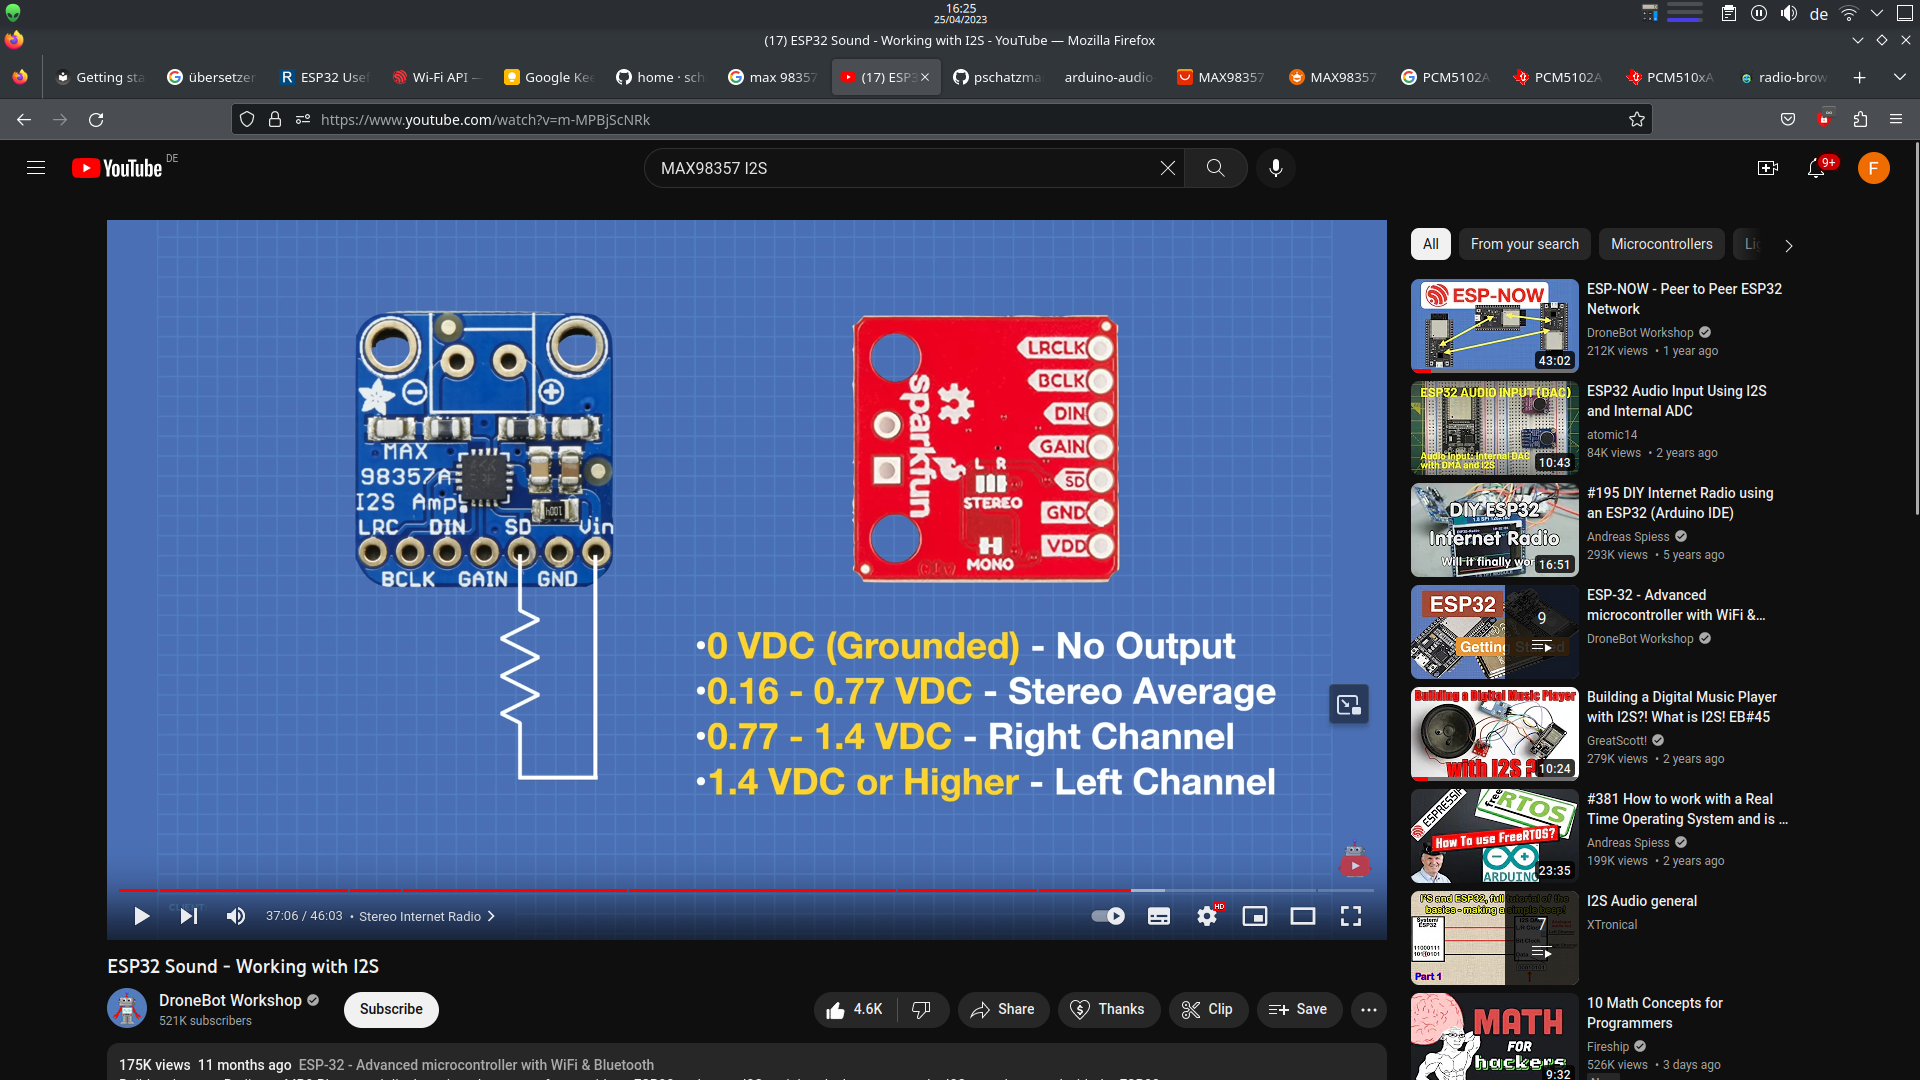 16:25
25/04/2023
de
(17) ESP32 Sound - Working with I2S - YouTube — Mozilla Firefox
Getting sta
übersetzer
ESP32 Usef
Wi-Fi API —
Google Kee
home · sch
max 98357
(17) ESP3
pschatzma
arduino-audio-
MAX98357
MAX98357
PCM5102A
PCM5102A
PCM510xA
radio-brow
https://www.youtube.com/watch?v=m-MPBjScNRk
YouTube DE
MAX98357 I2S
9+
F
MAX
98357A
I2S Amp
LRC DIN SD Vin
BCLK GAIN GND
sparkfun
LRCLK
BCLK
DIN
GAIN
SD
GND
VDD
L R
STEREO
MONO
•0 VDC (Grounded) - No Output
•0.16 - 0.77 VDC - Stereo Average
•0.77 - 1.4 VDC - Right Channel
•1.4 VDC or Higher - Left Channel
37:06 / 46:03 • Stereo Internet Radio
HD
ESP32 Sound - Working with I2S
DroneBot Workshop
521K subscribers
Subscribe
4.6K
Share
Thanks
Clip
Save
175K views 11 months ago ESP-32 - Advanced microcontroller with WiFi & Bluetooth
All
From your search
Microcontrollers
ESP-NOW
43:02
ESP-NOW - Peer to Peer ESP32
Network
DroneBot Workshop
212K views • 1 year ago
ESP32 AUDIO INPUT (DAC)
Audio Input: Internal DAC
with DMA and I2S
10:43
ESP32 Audio Input Using I2S
and Internal ADC
atomic14
84K views • 2 years ago
DIY ESP32
Internet Radio
Will it finally wor
16:51
#195 DIY Internet Radio using
an ESP32 (Arduino IDE)
Andreas Spiess
293K views • 5 years ago
ESP32
Getting Started
9
ESP-32 - Advanced
microcontroller with WiFi &...
DroneBot Workshop
Building a Digital Music Player
with I2S?
10:24
Building a Digital Music Player
with I2S?! What is I2S! EB#45
GreatScott!
279K views • 2 years ago
ESPRESSIF
freeRTOS
How To use FreeRTOS?
ARDUINO
23:35
#381 How to work with a Real
Time Operating System and is ...
Andreas Spiess
199K views • 2 years ago
I²S and ESP32, full tutorial of the
basics - making a simple beep!
System/
ESP32
11000111
10110101
Part 1
7
I2S Audio general
XTronical
MATH
FOR
hackers
9:32
10 Math Concepts for
Programmers
Fireship
526K views • 3 days ago